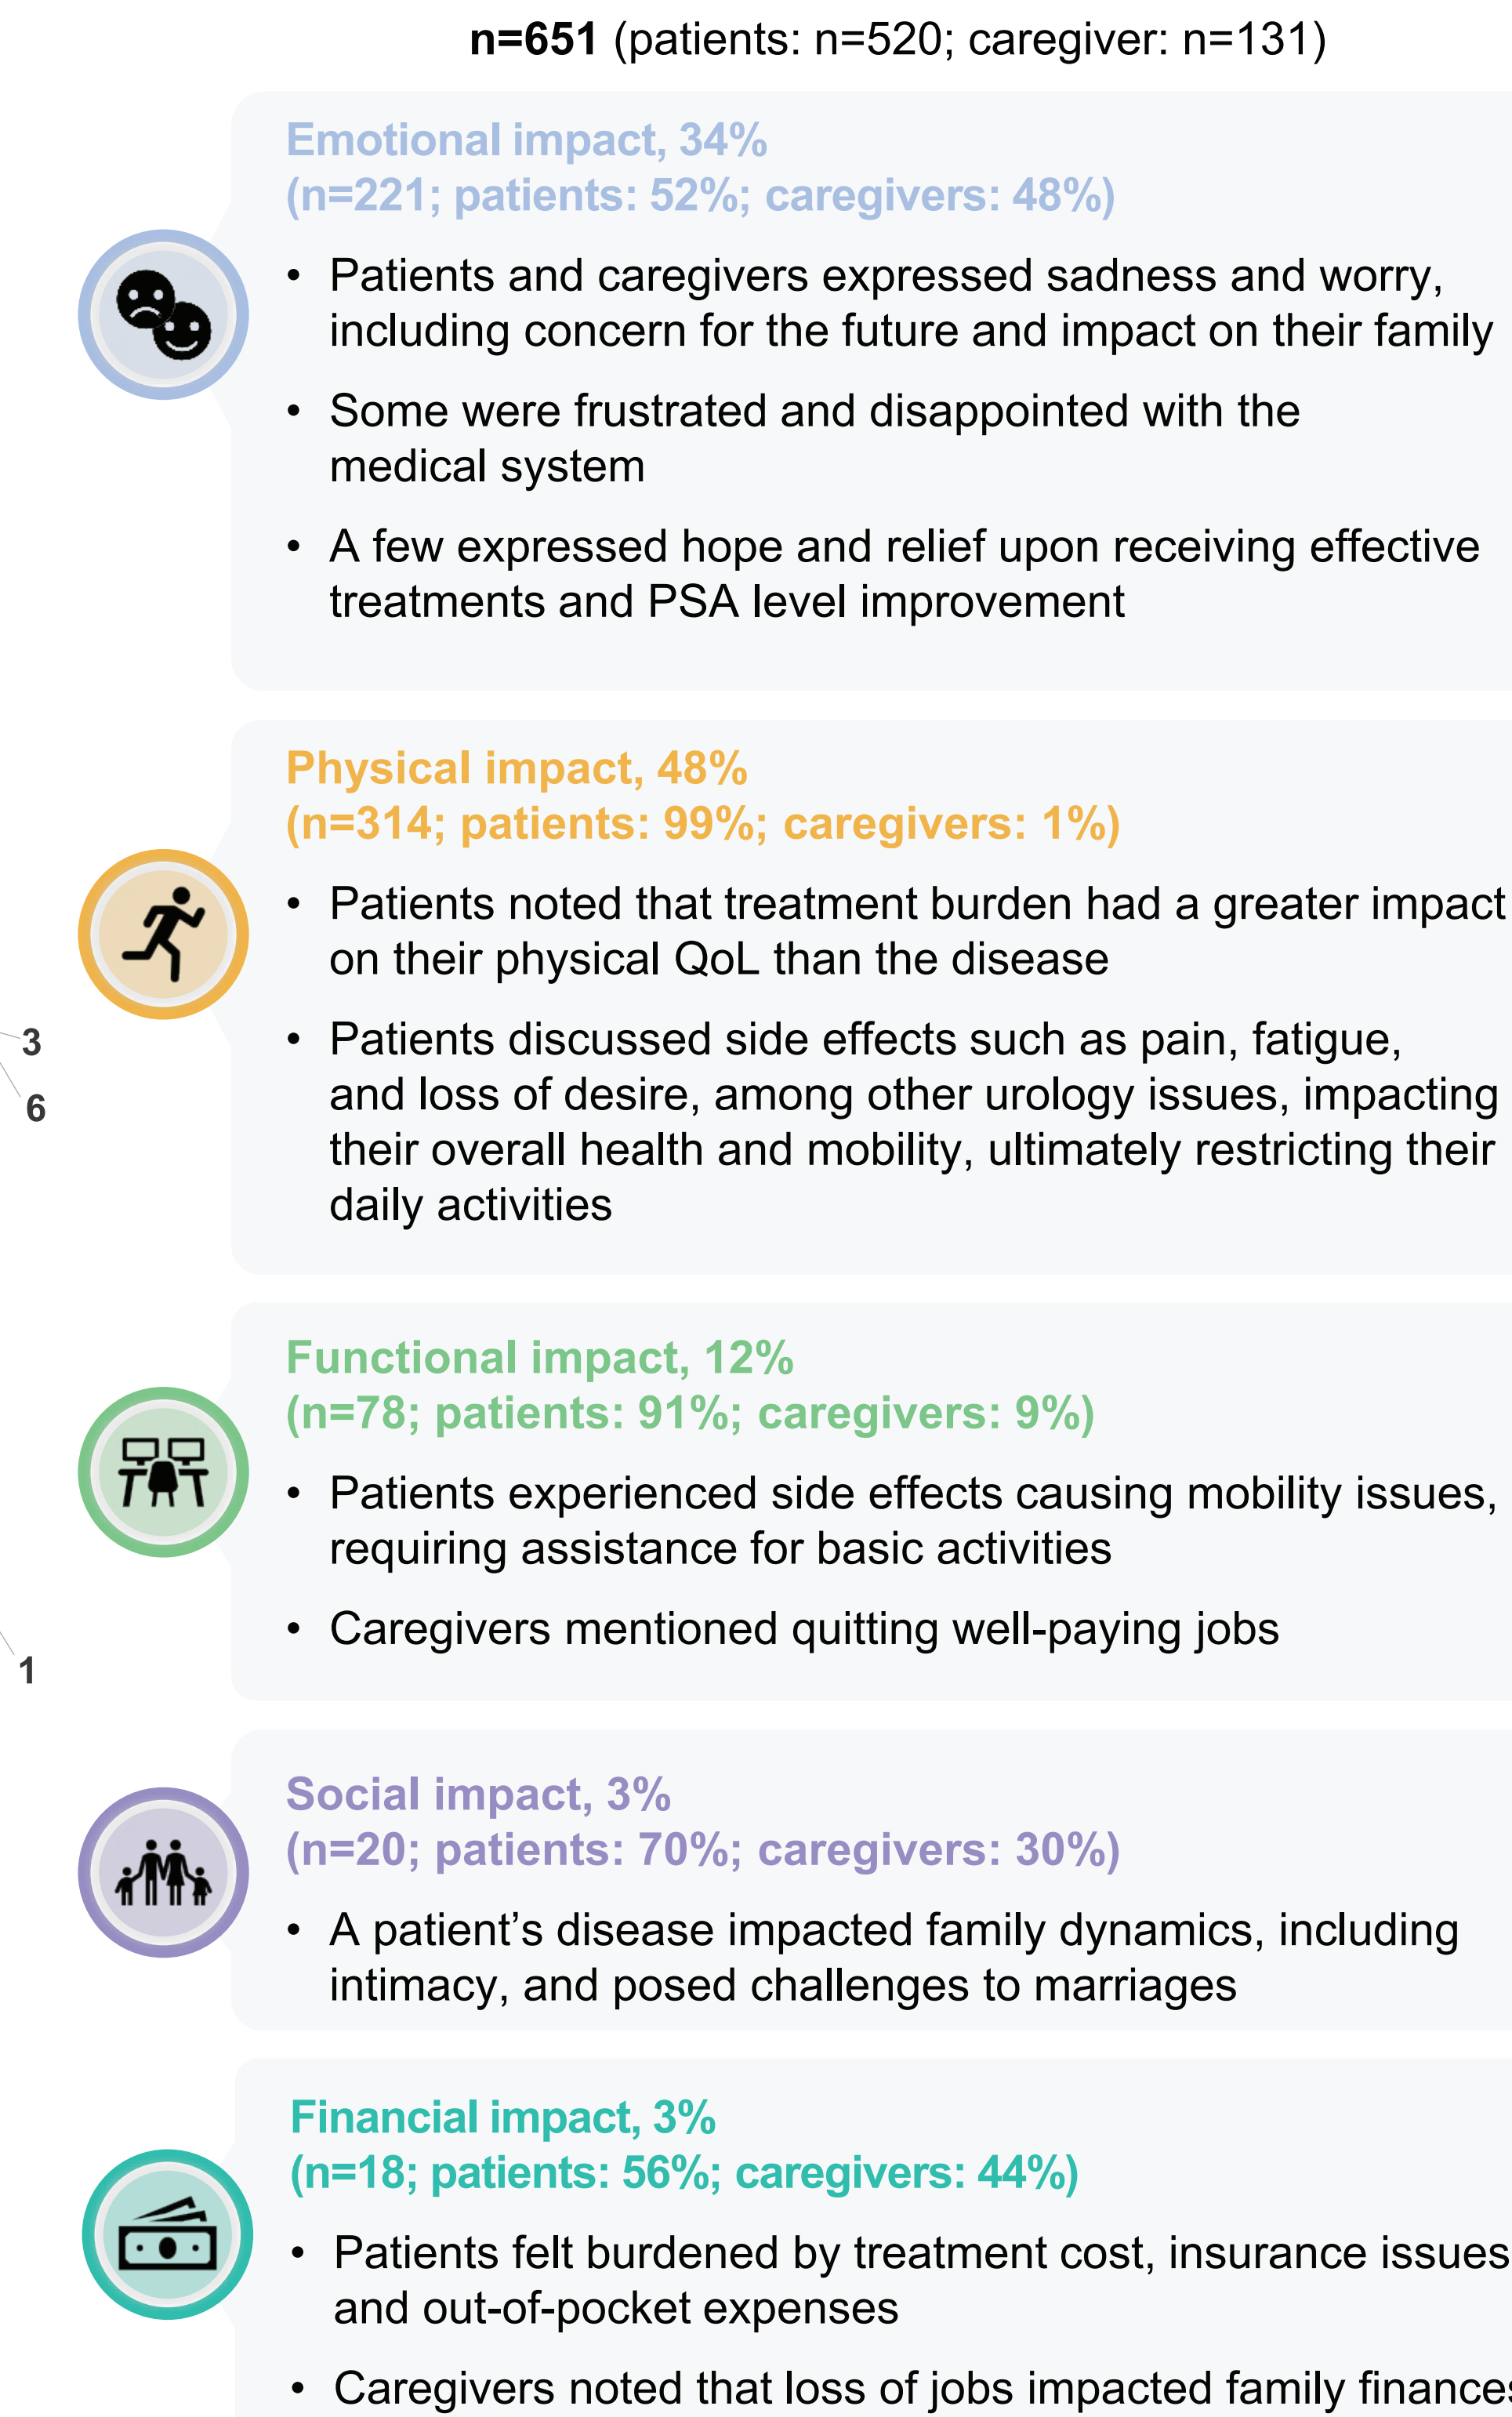 n=651 (patients: n=520; caregiver: n=131)
Emotional impact, 34%
(n=221; patients: 52%; caregivers: 48%)
• Patients and caregivers expressed sadness and worry,
including concern for the future and impact on their family
• Some were frustrated and disappointed with the
medical system
• A few expressed hope and relief upon receiving effective
treatments and PSA level improvement
Physical impact, 48%
(n=314; patients: 99%; caregivers: 1%)
• Patients noted that treatment burden had a greater impact
on their physical QoL than the disease
3
• Patients discussed side effects such as pain, fatigue,
and loss of desire, among other urology issues, impacting
6
their overall health and mobility, ultimately restricting their
daily activities
Functional impact, 12%
(n=78; patients: 91%; caregivers: 9%)
• Patients experienced side effects causing mobility issues,
requiring assistance for basic activities
• Caregivers mentioned quitting well-paying jobs
1
Social impact, 3%
(n=20; patients: 70%; caregivers: 30%)
• A patient’s disease impacted family dynamics, including
intimacy, and posed challenges to marriages
Financial impact, 3%
(n=18; patients: 56%; caregivers: 44%)
• Patients felt burdened by treatment cost, insurance issues
and out-of-pocket expenses
• Caregivers noted that loss of jobs impacted family finances